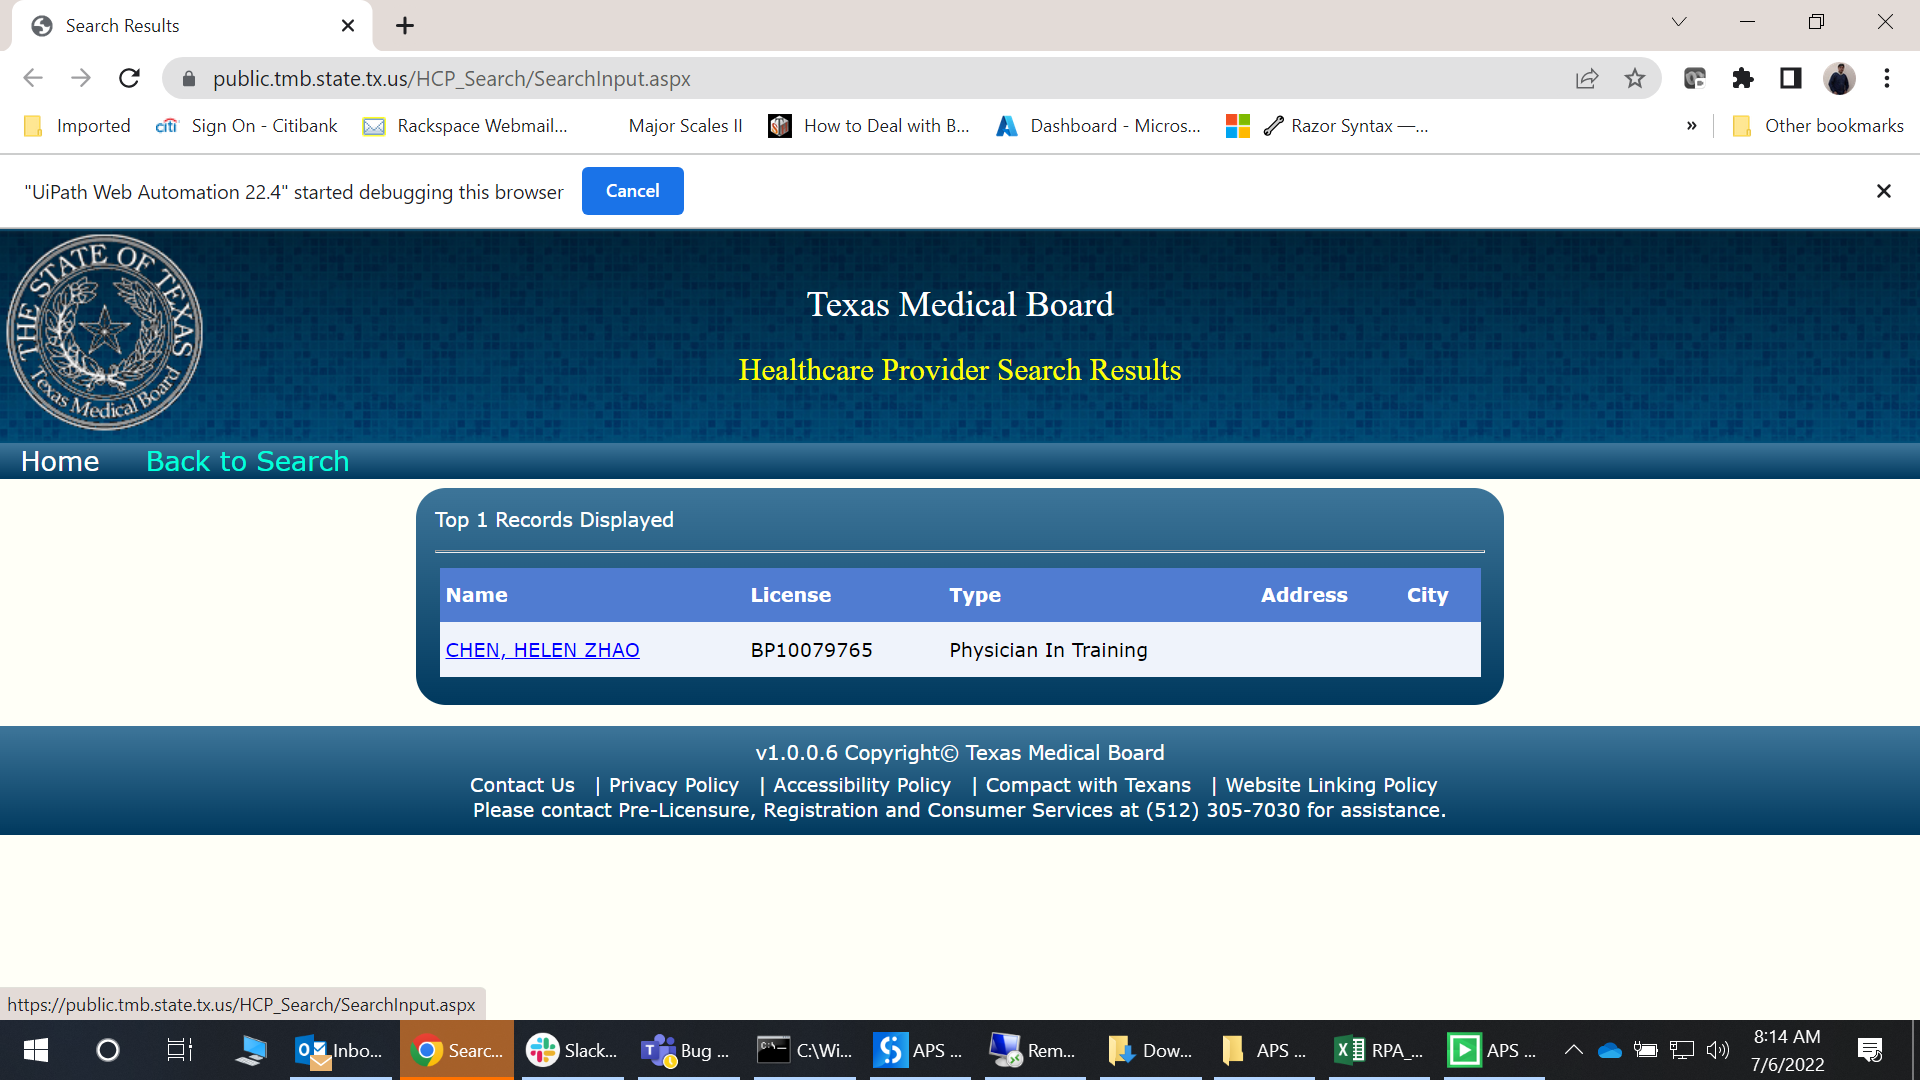 Search Results
public.tmb.state.tx.us/HCP_Search/SearchInput.aspx
Imported citi Sign On - Citibank Rackspace Webmail... Major Scales II How to Deal with B... Dashboard - Micros... Razor Syntax —... » Other bookmarks
"UiPath Web Automation 22.4" started debugging this browser Cancel
THE STATE OF TEXAS
Texas Medical Board
Texas Medical Board
Healthcare Provider Search Results
Home Back to Search
Top 1 Records Displayed
Name License Type Address City
CHEN, HELEN ZHAO BP10079765 Physician In Training
v1.0.0.6 Copyright© Texas Medical Board
Contact Us | Privacy Policy | Accessibility Policy | Compact with Texans | Website Linking Policy
Please contact Pre-Licensure, Registration and Consumer Services at (512) 305-7030 for assistance.
https://public.tmb.state.tx.us/HCP_Search/SearchInput.aspx
Inbo... Searc... Slack... Bug ... C:\Wi... APS ... Rem... Dow... APS ... RPA_... APS ... 8:14 AM
7/6/2022